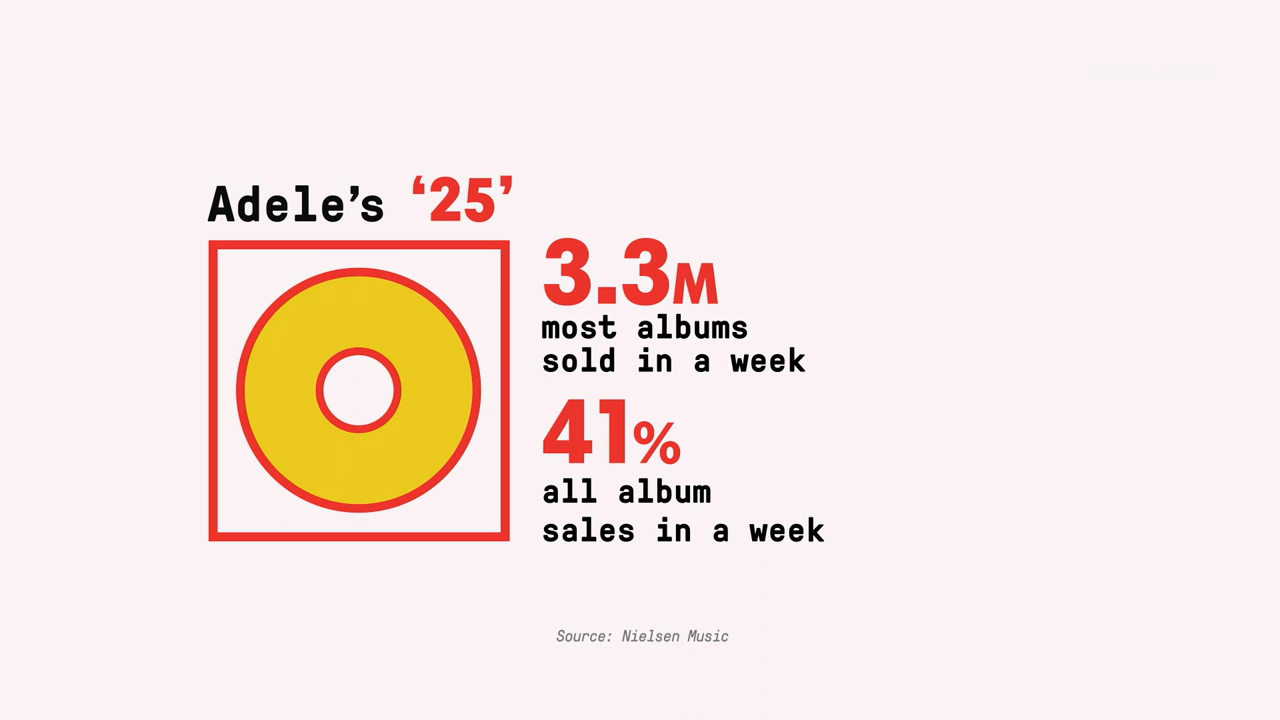 Adele’s ‘25’
3.3M
most albums
sold in a week
41%
all album
sales in a week
Source: Nielsen Music